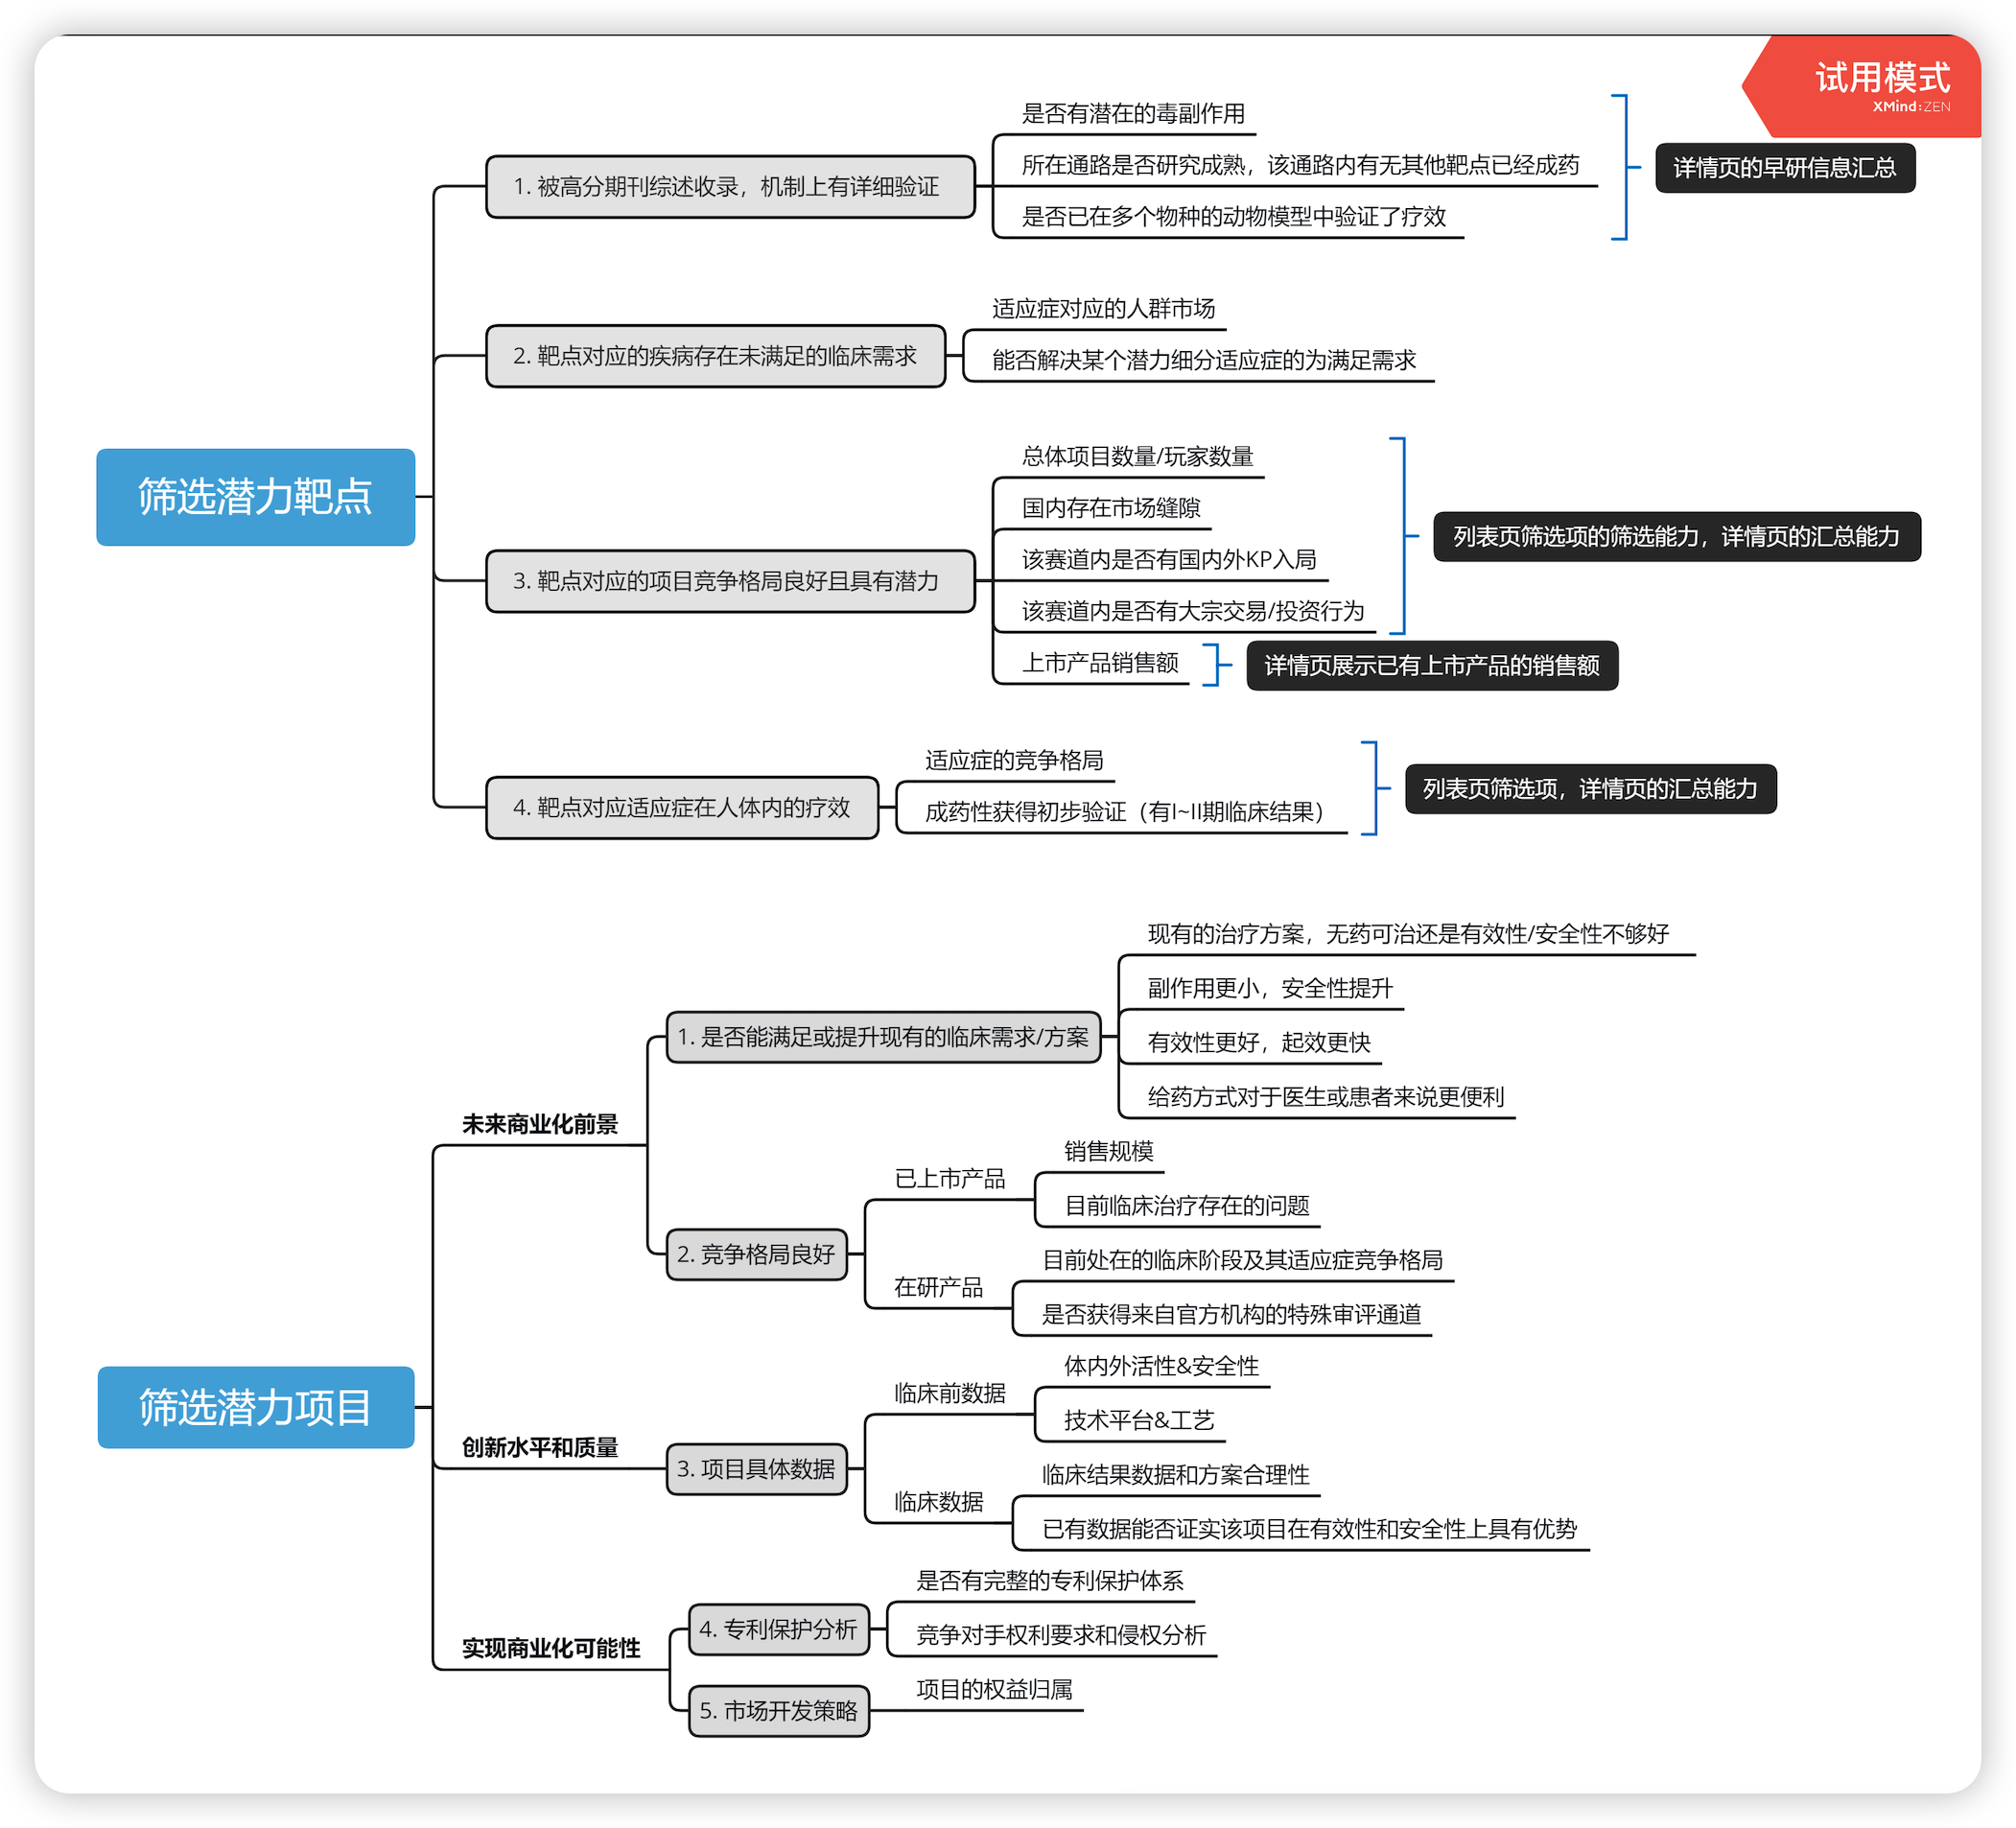 试用模式
XMind:ZEN
筛选潜力靶点
1. 被高分期刊综述收录，机制上有详细验证
是否有潜在的毒副作用
所在通路是否研究成熟，该通路内有无其他靶点已经成药
是否已在多个物种的动物模型中验证了疗效
详情页的早研信息汇总
2. 靶点对应的疾病存在未满足的临床需求
适应症对应的人群市场
能否解决某个潜力细分适应症的为满足需求
3. 靶点对应的项目竞争格局良好且具有潜力
总体项目数量/玩家数量
国内存在市场缝隙
该赛道内是否有国内外KP入局
该赛道内是否有大宗交易/投资行为
列表页筛选项的筛选能力，详情页的汇总能力
上市产品销售额
详情页展示已有上市产品的销售额
4. 靶点对应适应症在人体内的疗效
适应症的竞争格局
成药性获得初步验证（有I~II期临床结果）
列表页筛选项，详情页的汇总能力
筛选潜力项目
未来商业化前景
1. 是否能满足或提升现有的临床需求/方案
现有的治疗方案，无药可治还是有效性/安全性不够好
副作用更小，安全性提升
有效性更好，起效更快
给药方式对于医生或患者来说更便利
2. 竞争格局良好
已上市产品
销售规模
目前临床治疗存在的问题
在研产品
目前处在的临床阶段及其适应症竞争格局
是否获得来自官方机构的特殊审评通道
创新水平和质量
3. 项目具体数据
临床前数据
体内外活性&安全性
技术平台&工艺
临床数据
临床结果数据和方案合理性
已有数据能否证实该项目在有效性和安全性上具有优势
实现商业化可能性
4. 专利保护分析
是否有完整的专利保护体系
竞争对手权利要求和侵权分析
5. 市场开发策略
项目的权益归属